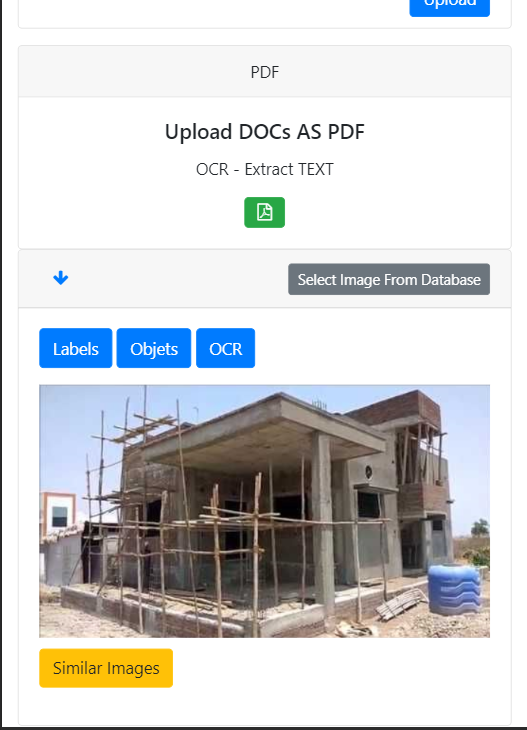 Upload
PDF
Upload DOCs AS PDF
OCR - Extract TEXT
Select Image From Database
Labels Objets OCR
Similar Images